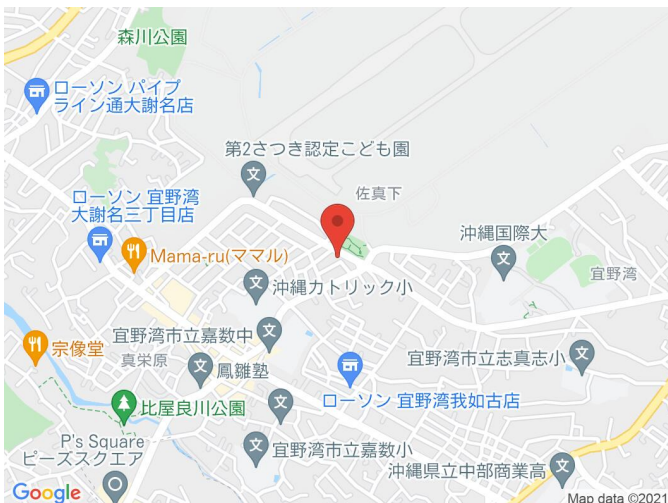 森川公園
ローソン パイプ
ライン通大謝名店
第2さつき認定こども園
佐真下
ローソン 宜野湾
大謝名三丁目店
沖縄国際大
Mama-ru(ママル)
宜野湾
沖縄カトリック小
宜野湾市立嘉数中
宗像堂
真栄原
宜野湾市立志真志小
鳳雛塾
ローソン 宜野湾我如古店
比屋良川公園
P's Square
ピーズスクエア
宜野湾市立嘉数小
沖縄県立中部商業高
Google
Map data ©2021